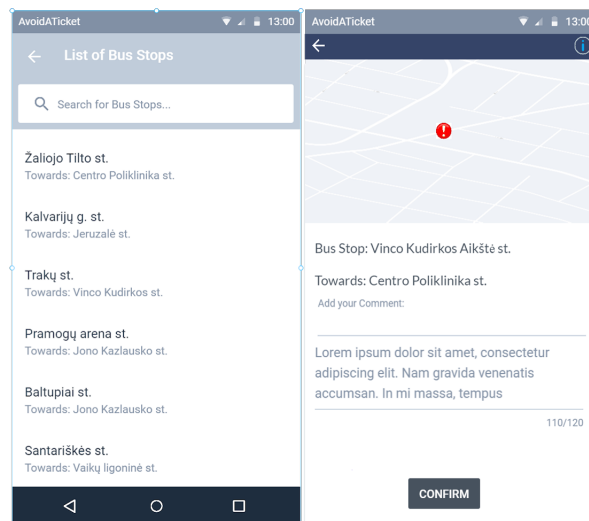 AvoidATicket 13:00
List of Bus Stops
Search for Bus Stops...
Žaliojo Tilto st.
Towards: Centro Poliklinika st.
Kalvarijų g. st.
Towards: Jeruzalė st.
Trakų st.
Towards: Vinco Kudirkos st.
Pramogų arena st.
Towards: Jono Kazlausko st.
Baltupiai st.
Towards: Jono Kazlausko st.
Santariškės st.
Towards: Vaikų ligoninė st.
AvoidATicket 13:00
Bus Stop: Vinco Kudirkos Aikštė st.
Towards: Centro Poliklinika st.
Add your Comment:
Lorem ipsum dolor sit amet, consectetur
adipiscing elit. Nam gravida venenatis
accumsan. In mi massa, tempus
110/120
CONFIRM